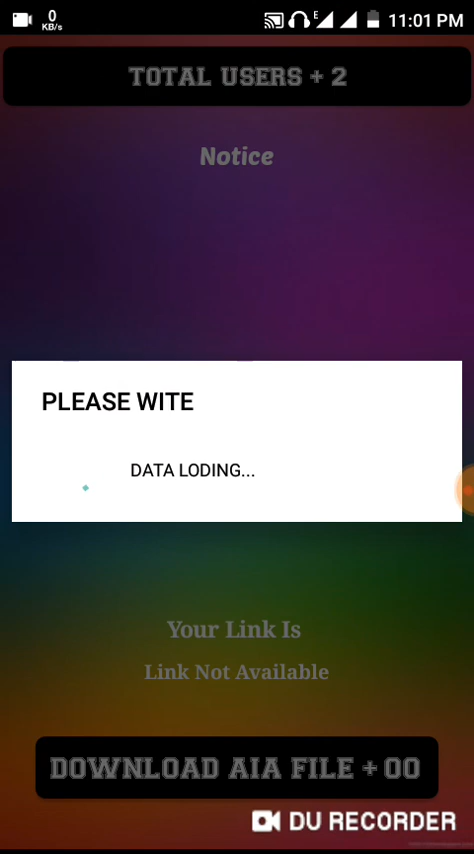 0
KB/s
E
11:01 PM
TOTAL USERS + 2
Notice
PLEASE WITE
DATA LODING...
Your Link Is
Link Not Available
DOWNLOAD AIA FILE + 00
DU RECORDER